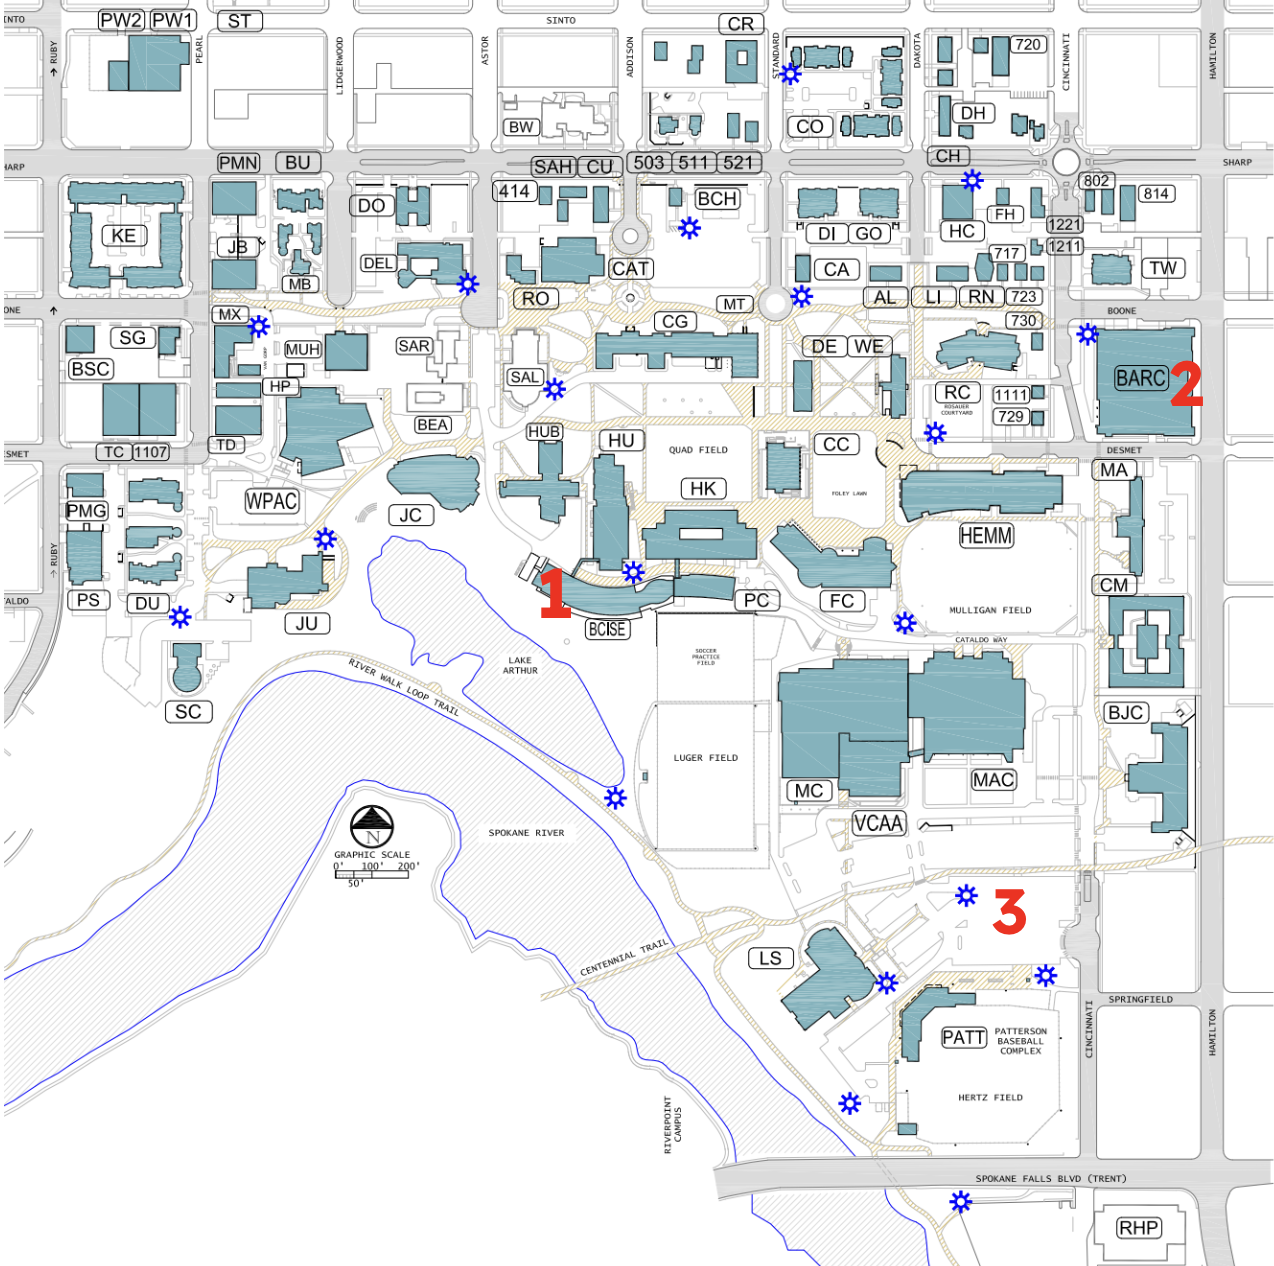 PW2 PW1 ST
SINTO
CR
INTO
RUBY
PEARL
LIDGERWOOD
ASTOR
ADDISON
STANDARD
DAKOTA
CINCINNATI
HAMILTON
720
BW
CO
DH
HARP
PMN BU
SAH CU 503 511 521
CH
SHARP
802
814
414
BCH
DO
KE
JB
DI GO
HC
FH
1221
1211
DEL
MB
RO
CAT
CA
717
TW
MX
MT
AL LI RN 723
BOONE
ONE
SG
BSC
MUH
SAR
CG
730
DE WE
BARC
2
SAL
HP
RC
1111
ROSAUER
COURTYARD
729
BEA
HUB
HU
CC
TC 1107
TD
QUAD FIELD
DESMET
ESMET
MA
HK
FOLEY LAWN
WPAC
JC
PMG
HEMM
RUBY
PS
DU
JU
1
BCISE
PC
FC
CM
MULLIGAN FIELD
CATALDO WAY
TALDO
LAKE
ARTHUR
SOCCER
PRACTICE
FIELD
RIVER WALK LOOP TRAIL
SC
BJC
LUGER FIELD
MC
MAC
VCAA
N
GRAPHIC SCALE
0' 100' 200'
50'
SPOKANE RIVER
3
CENTENNIAL TRAIL
LS
SPRINGFIELD
PATT
PATTERSON
BASEBALL
COMPLEX
CINCINNATI
HAMILTON
HERTZ FIELD
RIVERPOINT
CAMPUS
SPOKANE FALLS BLVD (TRENT)
RHP